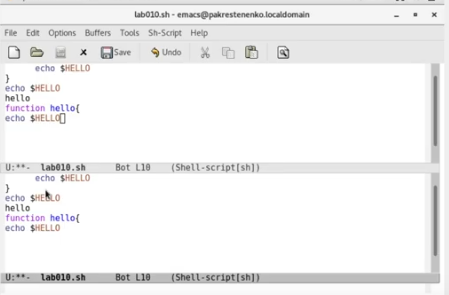 lab010.sh - emacs@pakrestenenko.localdomain
File Edit Options Buffers Tools Sh-Script Help
Save Undo
echo $HELLO
}
echo $HELLO
hello
function hello{
echo $HELLO
U:**- lab010.sh Bot L10 (Shell-script[sh])
echo $HELLO
}
echo $HELLO
hello
function hello{
echo $HELLO
U:**- lab010.sh Bot L10 (Shell-script[sh])